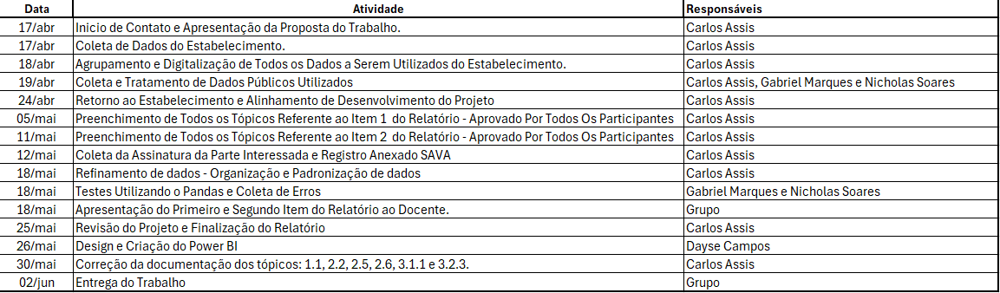 Data Atividade Responsáveis
17/abr Inicio de Contato e Apresentação da Proposta do Trabalho. Carlos Assis
17/abr Coleta de Dados do Estabelecimento. Carlos Assis
18/abr Agrupamento e Digitalização de Todos os Dados a Serem Utilizados do Estabelecimento. Carlos Assis
19/abr Coleta e Tratamento de Dados Públicos Utilizados Carlos Assis, Gabriel Marques e Nicholas Soares
24/abr Retorno ao Estabelecimento e Alinhamento de Desenvolvimento do Projeto Carlos Assis
05/mai Preenchimento de Todos os Tópicos Referente ao Item 1 do Relatório - Aprovado Por Todos Os Participantes Carlos Assis
11/mai Preenchimento de Todos os Tópicos Referente ao Item 2 do Relatório - Aprovado Por Todos Os Participantes Carlos Assis
12/mai Coleta da Assinatura da Parte Interessada e Registro Anexado SAVA Carlos Assis
18/mai Refinamento de dados - Organização e Padronização de dados Carlos Assis
18/mai Testes Utilizando o Pandas e Coleta de Erros Gabriel Marques e Nicholas Soares
18/mai Apresentação do Primeiro e Segundo Item do Relatório ao Docente. Grupo
25/mai Revisão do Projeto e Finalização do Relatório Carlos Assis
26/mai Design e Criação do Power BI Dayse Campos
30/mai Correção da documentação dos tópicos: 1.1, 2.2, 2.5, 2.6, 3.1.1 e 3.2.3. Carlos Assis
02/jun Entrega do Trabalho Grupo